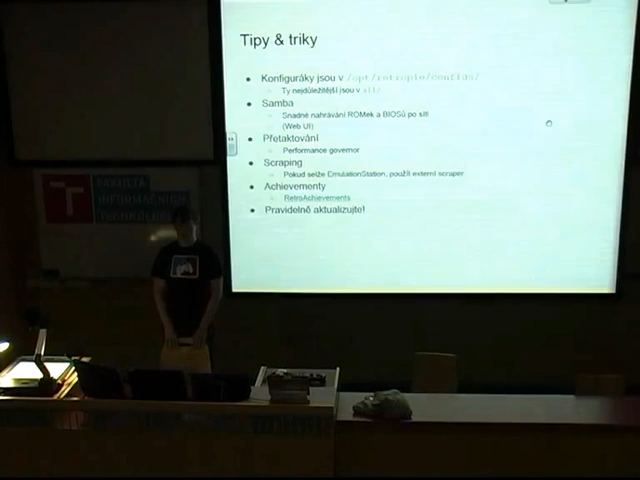 Tipy & triky
Konfiguráky jsou v /opt/retropie/configs/
Ty nejdůležitější jsou v all/
Samba
Snadné nahrávání ROMek a BIOSů po síti
(Web UI)
Přetaktování
Performance governor
Scraping
Pokud selže EmulationStation, použít externí scraper
Achievementy
RetroAchievements
Pravidelně aktualizujte!
T
FAKULTA
INFORMAČNÍCH
TECHNOLOGIÍ